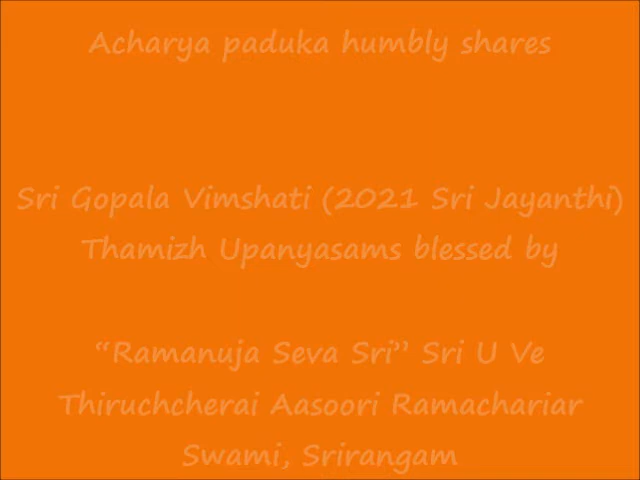 Acharya paduka humbly shares
Sri Gopala Vimshati (2021 Sri Jayanthi)
Thamizh Upanyasams blessed by
“Ramanuja Seva Sri” Sri U Ve
Thiruchcherai Aasoori Ramachariar
Swami, Srirangam